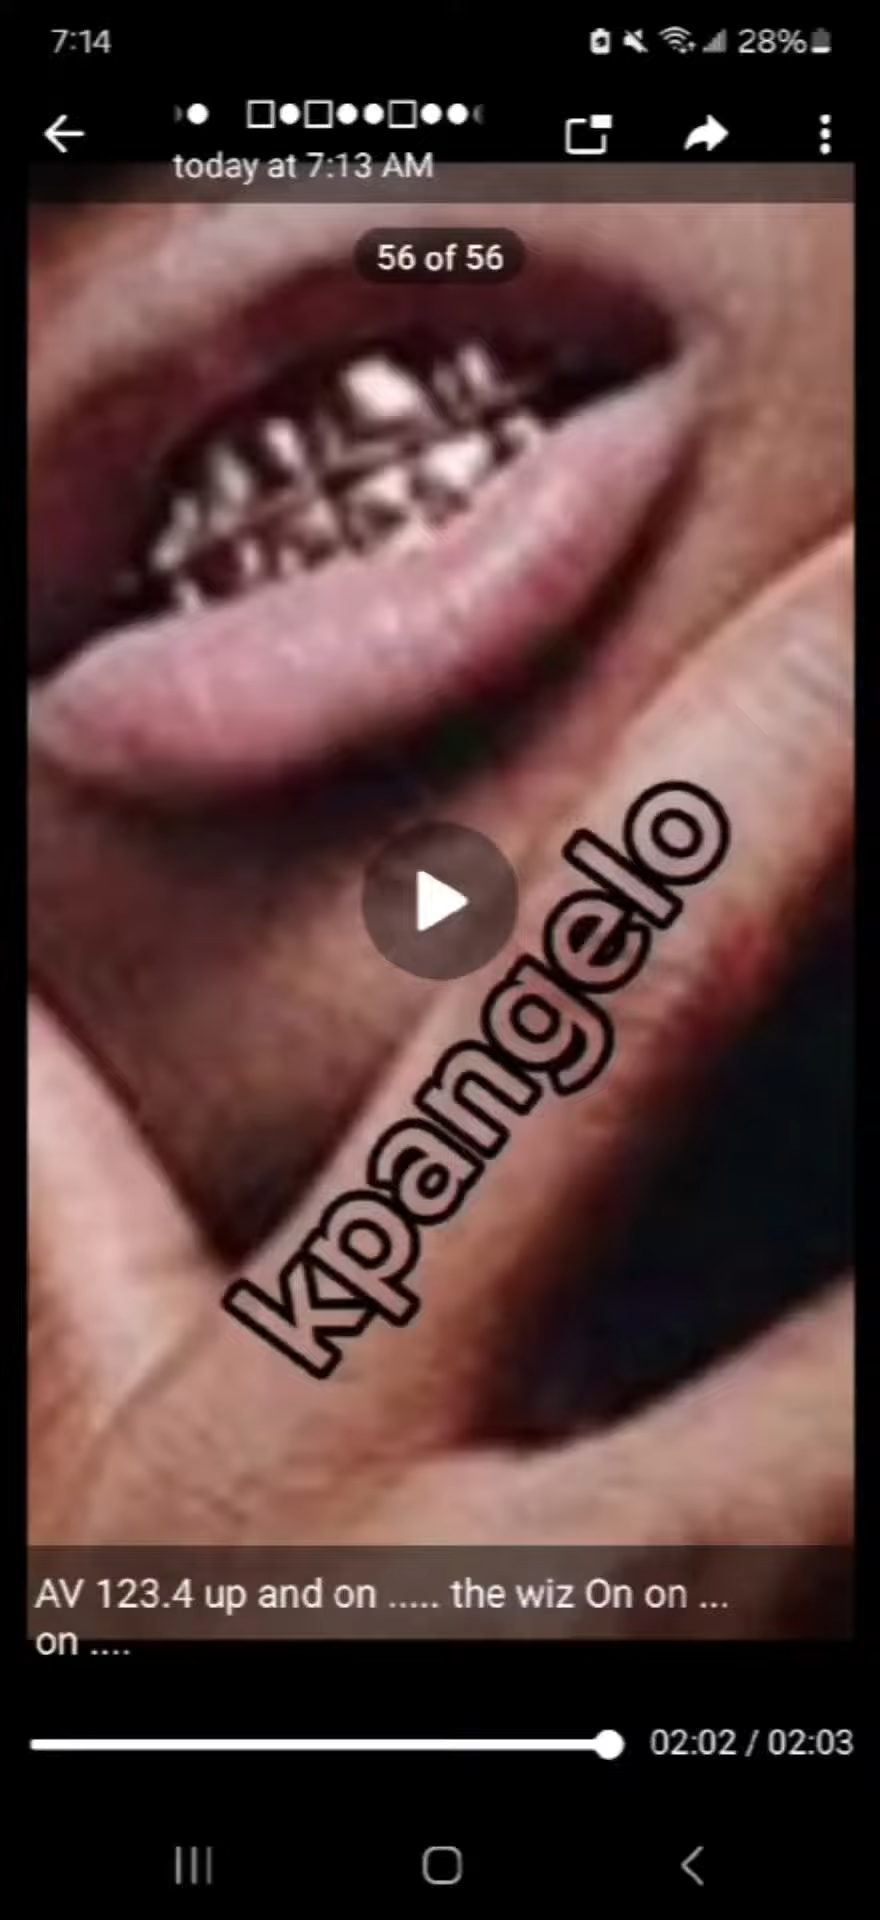 7:14
28%
today at 7:13 AM
56 of 56
kpangelo
AV 123.4 up and on ..... the wiz On on ...
on ....
02:02 / 02:03